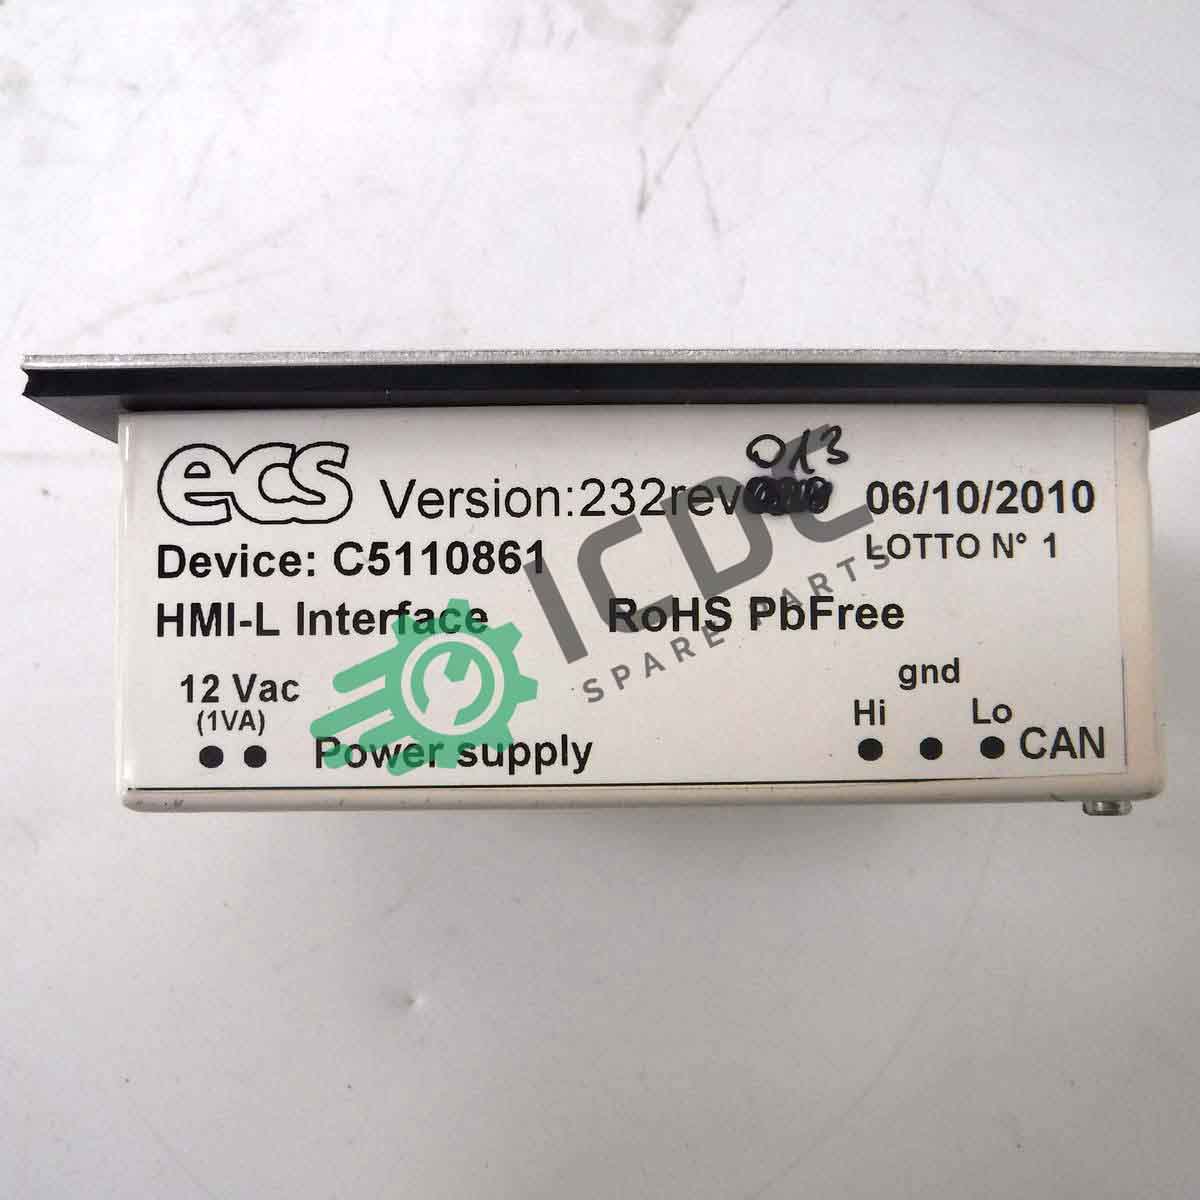 ecs Version:232rev 013 06/10/2010
Device: C5110861 LOTTO N° 1
HMI-L Interface RoHS PbFree
12 Vac gnd
(1VA) Hi Lo
Power supply CAN
ICDC
SPARE PARTS